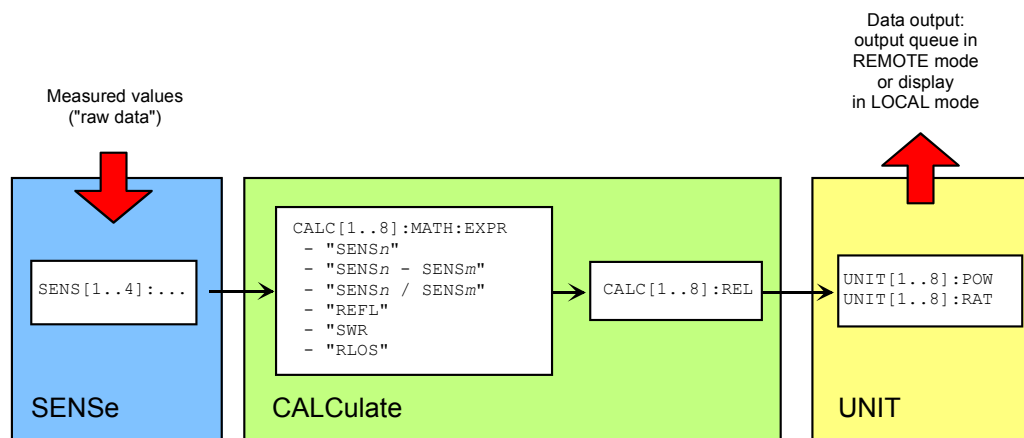 Measured values
("raw data")
Data output:
output queue in
REMOTE mode
or display
in LOCAL mode
SENS[1..4]:...
SENSe
CALC[1..8]:MATH:EXPR
- "SENSn"
- "SENSn - SENSm"
- "SENSn / SENSm"
- "REFL"
- "SWR
- "RLOS"
CALC[1..8]:REL
CALCulate
UNIT[1..8]:POW
UNIT[1..8]:RAT
UNIT